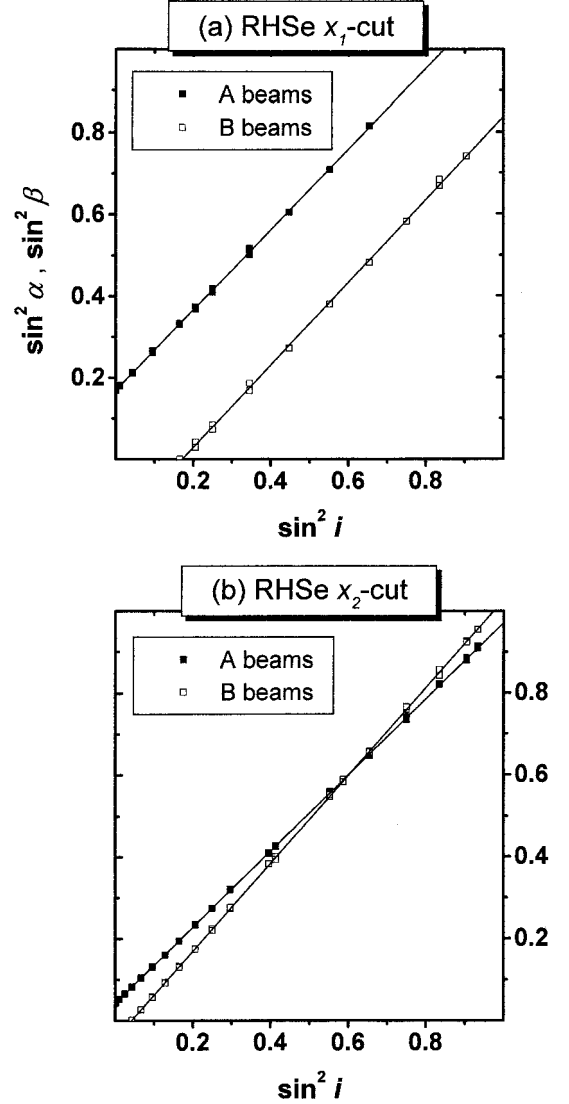 (a) RHSe x₁-cut
A beams
B beams
sin² α , sin² β
0.8
0.6
0.4
0.2
0.2 0.4 0.6 0.8
sin² i
(b) RHSe x₂-cut
A beams
B beams
0.8
0.6
0.4
0.2
0.2 0.4 0.6 0.8
sin² i